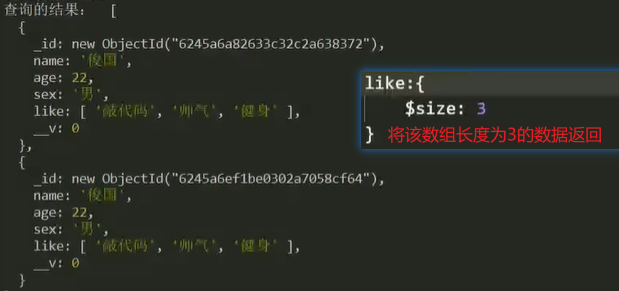 查询的结果： [
{
_id: new ObjectId("6245a6a82633c32c2a638372"),
name: '俊国',
age: 22,
sex: '男',
like: [ '敲代码', '帅气', '健身' ],
__v: 0
},
{
_id: new ObjectId("6245a6ef1be0302a7058cf64"),
name: '俊国',
age: 22,
sex: '男',
like: [ '敲代码', '帅气', '健身' ],
__v: 0
}
like:{
$size: 3
} 将该数组长度为3的数据返回